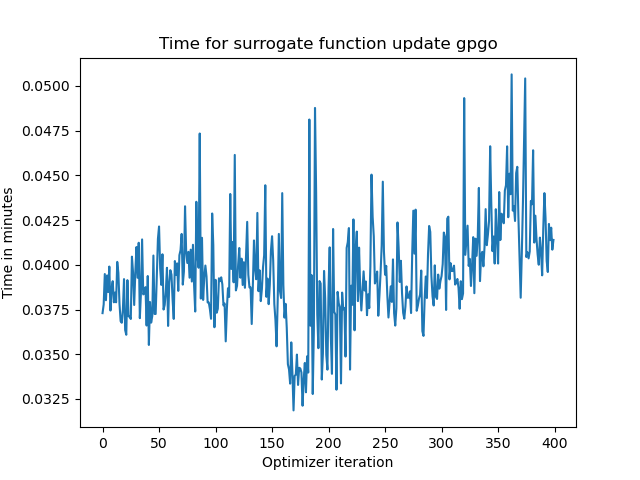 Time for surrogate function update gpgo
0.0500
0.0475
0.0450
0.0425
0.0400
0.0375
0.0350
0.0325
Time in minutes
0 50 100 150 200 250 300 350 400
Optimizer iteration